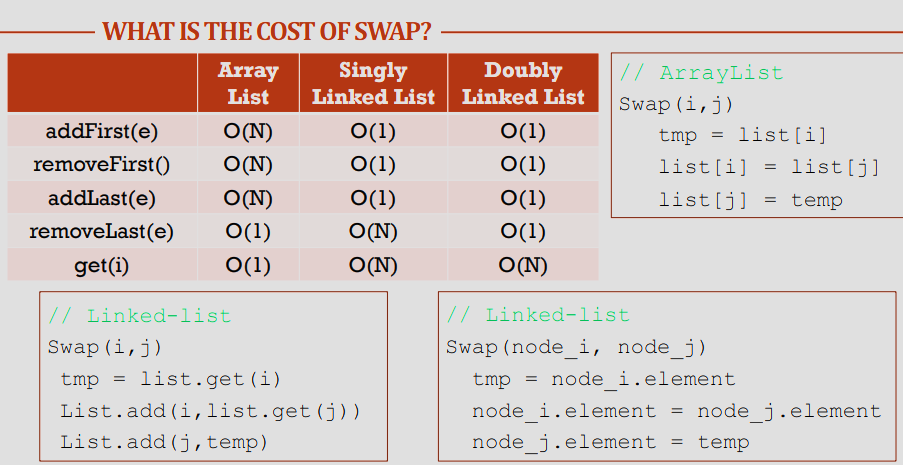 WHAT IS THE COST OF SWAP?
Array List Singly Linked List Doubly Linked List
addFirst(e) O(N) O(1) O(1)
removeFirst() O(N) O(1) O(1)
addLast(e) O(N) O(1) O(1)
removeLast(e) O(1) O(N) O(1)
get(i) O(1) O(N) O(N)
// ArrayList
Swap(i,j)
tmp = list[i]
list[i] = list[j]
list[j] = temp
// Linked-list
Swap(i,j)
tmp = list.get(i)
List.add(i,list.get(j))
List.add(j,temp)
// Linked-list
Swap(node_i, node_j)
tmp = node_i.element
node_i.element = node_j.element
node_j.element = temp